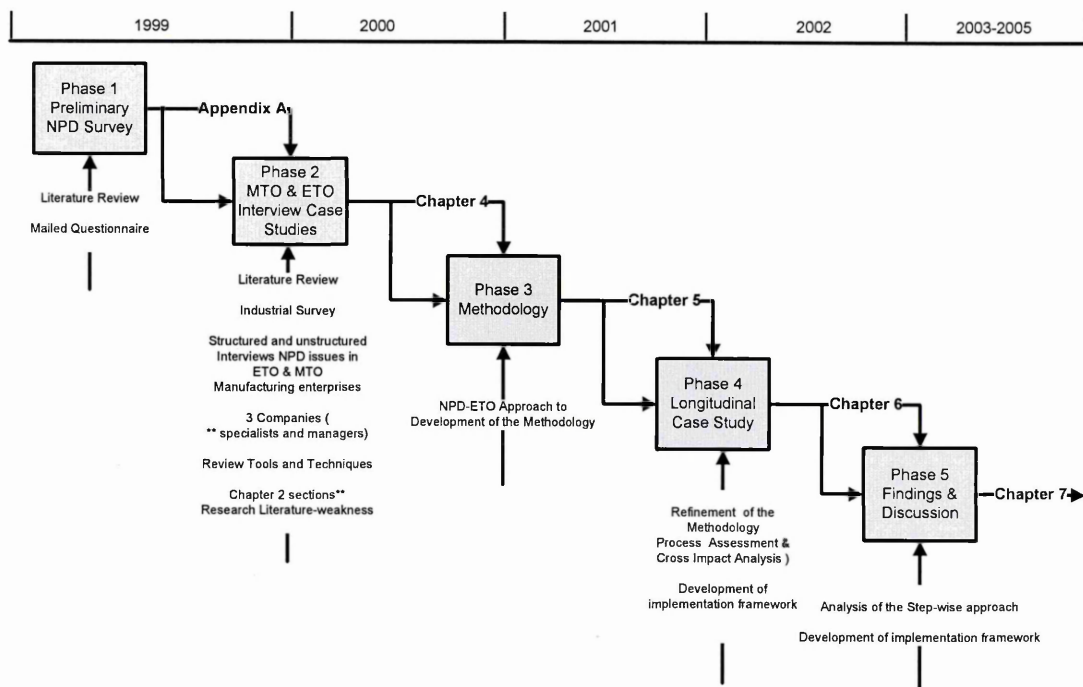 1999
2000
2001
2002
2003-2005
Phase 1
Preliminary
NPD Survey
Appendix A
Literature Review
Mailed Questionnaire
Phase 2
MTO & ETO
Interview Case
Studies
Chapter 4
Literature Review
Industrial Survey
Structured and unstructured
Interviews NPD issues in
ETO & MTO
Manufacturing enterprises
3 Companies (
** specialists and managers)
Review Tools and Techniques
Chapter 2 sections**
Research Literature-weakness
Phase 3
Methodology
Chapter 5
NPD-ETO Approach to
Development of the Methodology
Phase 4
Longitudinal
Case Study
Chapter 6
Refinement of the
Methodology
Process Assessment &
Cross Impact Analysis )
Development of
implementation framework
Phase 5
Findings &
Discussion
Chapter 7
Analysis of the Step-wise approach
Development of implementation framework